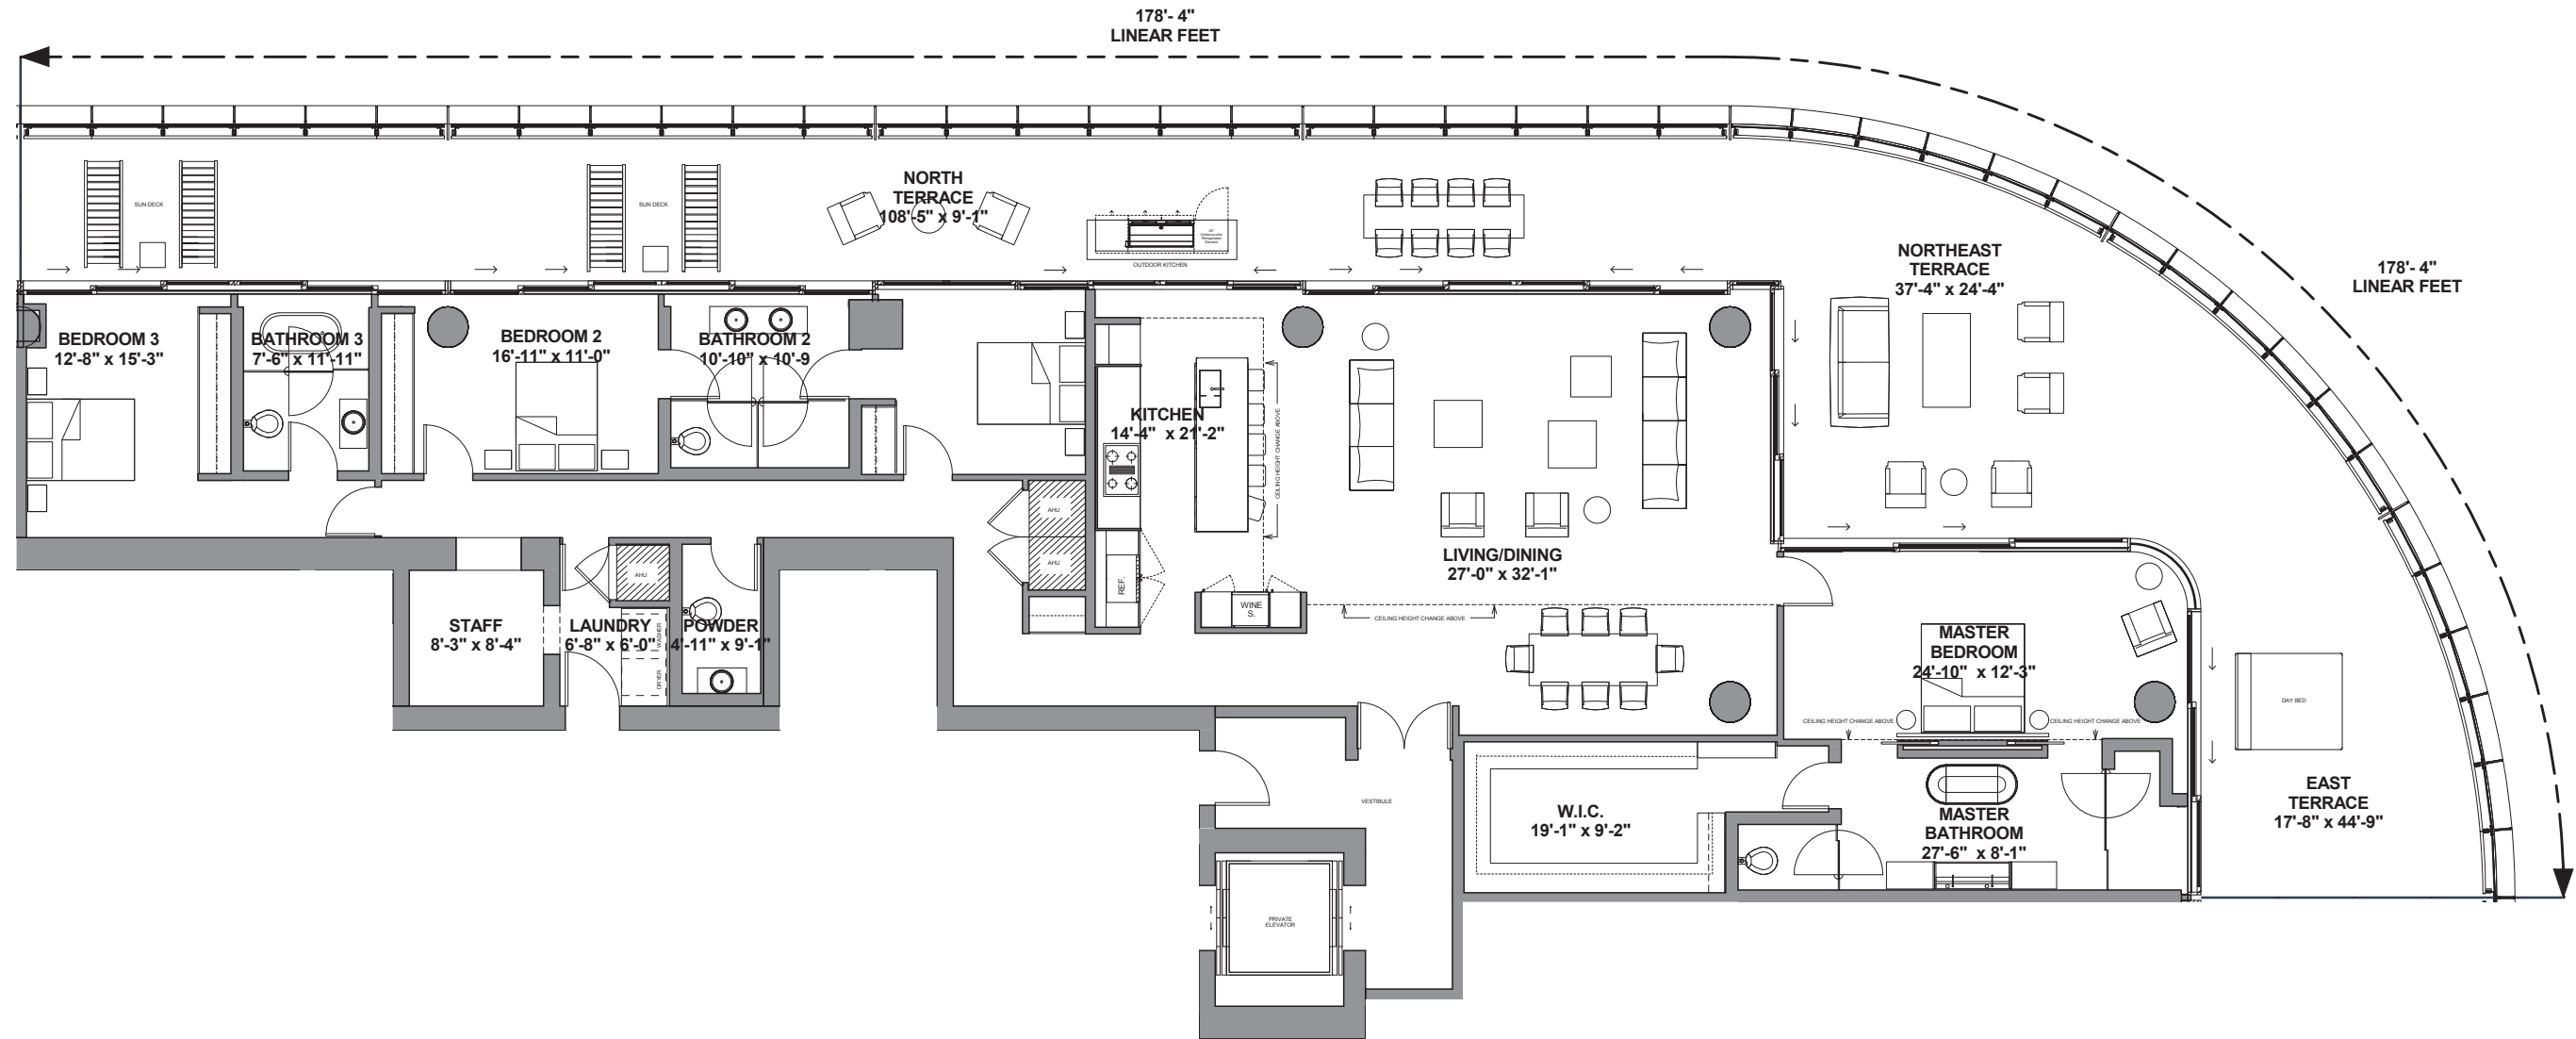 178'- 4"
LINEAR FEET
NORTH
TERRACE
108'-5" x 9'-1"
SUN DECK
SUN DECK
OUTDOOR KITCHEN
NORTHEAST
TERRACE
37'-4" x 24'-4"
178'- 4"
LINEAR FEET
BEDROOM 3
12'-8" x 15'-3"
BATHROOM 3
7'-6" x 11'-11"
BEDROOM 2
16'-11" x 11'-0"
BATHROOM 2
10'-10" x 10'-9
KITCHEN
14'-4" x 21'-2"
CEILING HEIGHT CHANGE ABOVE
AHU
AHU
AHU
REF.
WINE
S.
LIVING/DINING
27'-0" x 32'-1"
CEILING HEIGHT CHANGE ABOVE
STAFF
8'-3" x 8'-4"
LAUNDRY
6'-8" x 6'-0"
WASHER
DRYER
POWDER
4'-11" x 9'-1"
MASTER
BEDROOM
24'-10" x 12'-3"
CEILING HEIGHT CHANGE ABOVE
CEILING HEIGHT CHANGE ABOVE
DAY BED
EAST
TERRACE
17'-8" x 44'-9"
VESTIBULE
W.I.C.
19'-1" x 9'-2"
MASTER
BATHROOM
27'-6" x 8'-1"
PRIVATE
ELEVATOR